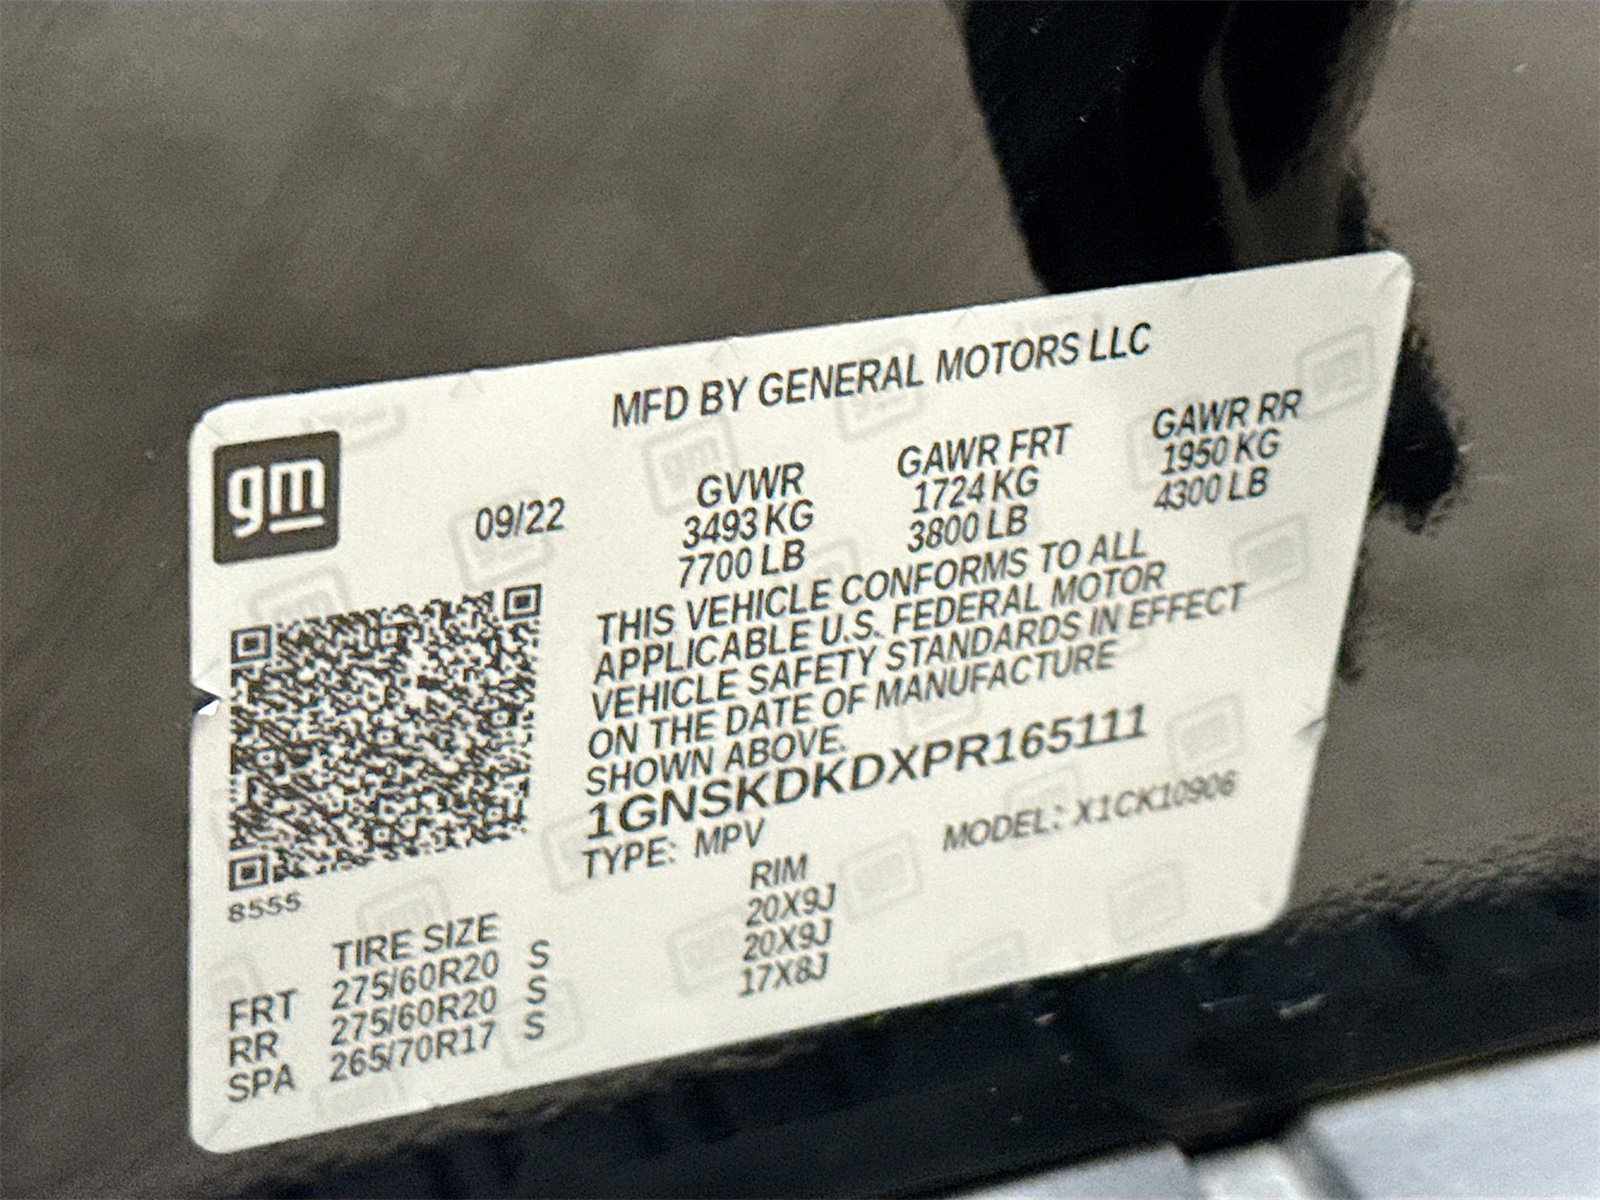 MFD BY GENERAL MOTORS LLC
gm
09/22
GVWR GAWR FRT GAWR RR
3493 KG 1724 KG 1950 KG
7700 LB 3800 LB 4300 LB
THIS VEHICLE CONFORMS TO ALL
APPLICABLE U.S. FEDERAL MOTOR
VEHICLE SAFETY STANDARDS IN EFFECT
ON THE DATE OF MANUFACTURE
SHOWN ABOVE.
1GNSKDKDXPR165111
TYPE: MPV MODEL: X1CK10906
8555
TIRE SIZE RIM
FRT 275/60R20 S 20X9J
RR 275/60R20 S 20X9J
SPA 265/70R17 S 17X8J